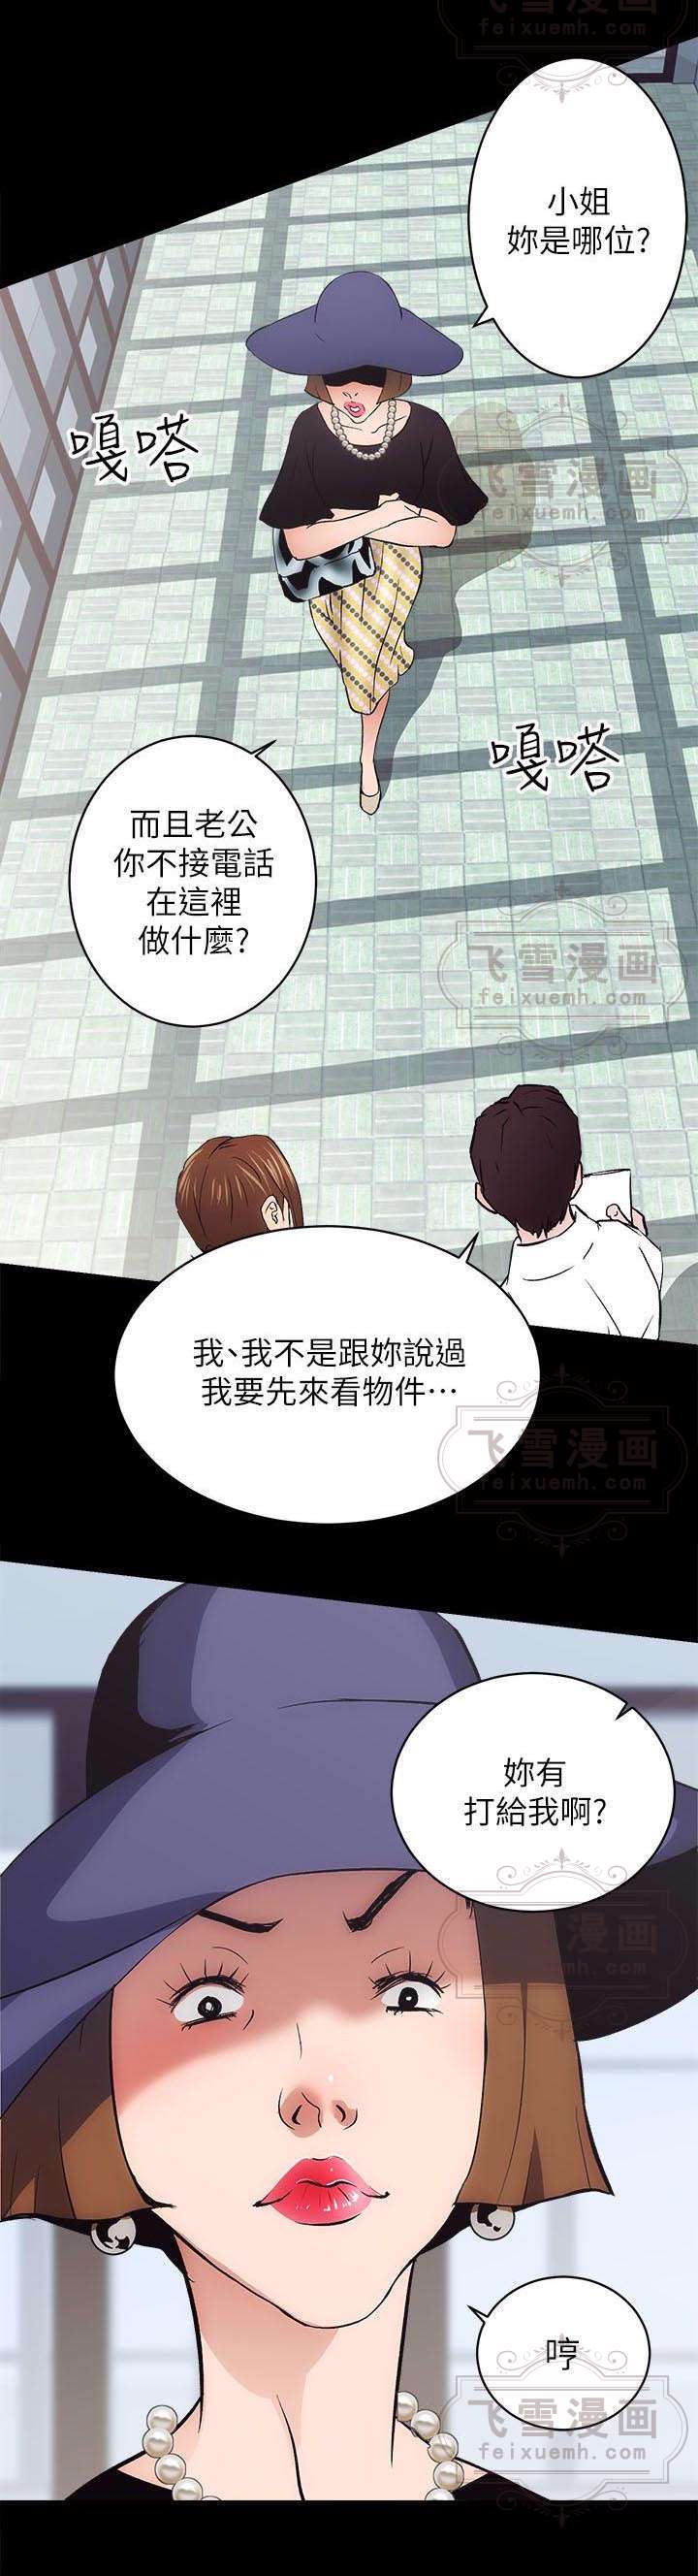 飞雪漫画
feixuemh.com
小姐
妳是哪位?
嘎嗒
飞雪漫画
feixuemh.com
嘎嗒
而且老公
你不接電話
在這裡
做什麼?
飞雪漫画
feixuemh.com
我、我不是跟妳說過
我要先來看物件…
飞雪漫画
feixuemh.com
妳有
打給我啊?
飞雪漫画
feixuemh.com
哼
飞雪漫画
feixuemh.com